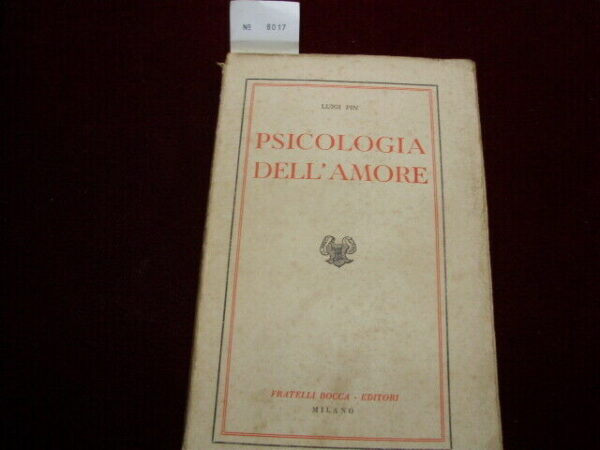 Nº 8017
LUIGI PIN
PSICOLOGIA
DELL'AMORE
FRATELLI BOCCA - EDITORI
MILANO